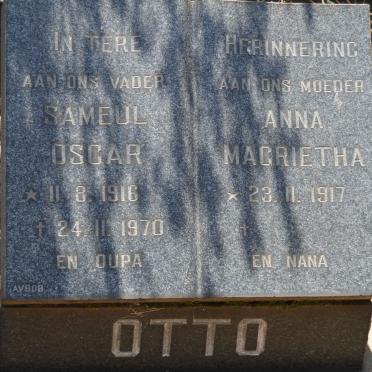 IN TERE HERINNERING
AAN ONS VADER
SAMEUL
OSCAR
★ 11.8.1916
† 24.11.1970
EN OUPA
AAN ONS MOEDER
ANNA
MAGRIETHA
★ 23.11.1917
†
EN NANA
AVBOB
OTTO